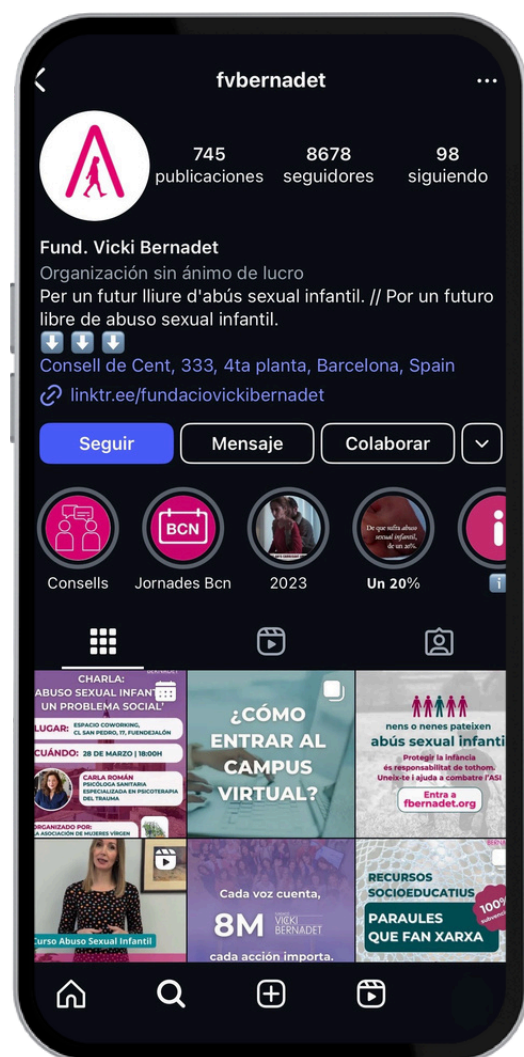 fvbernadet
745
publicaciones
8678
seguidores
98
siguiendo
Fund. Vicki Bernadet
Organización sin ánimo de lucro
Per un futur lliure d'abús sexual infantil. // Por un futuro
libre de abuso sexual infantil.
Consell de Cent, 333, 4ta planta, Barcelona, Spain
linktr.ee/fundaciovickibernadet
Seguir
Mensaje
Colaborar
BCN
De que sufra abuso
sexual infantil,
de un 20%.
i
Consells
Jornades Bcn
2023
Un 20%
i
BERNADET
CHARLA:
ABUSO SEXUAL INFANT
UN PROBLEMA SOCIAL'
LUGAR: ESPACIO COWORKING,
CL SAN PEDRO, 17, FUENDEJALÓN
CUÁNDO: 28 DE MARZO | 18:00H
CARLA ROMÁN
PSICÓLOGA SANITARIA
ESPECIALIZADA EN PSICOTERAPIA
DEL TRAUMA
ORGANIZADO POR:
LA ASOCIACIÓN DE MUJERES VIRGEN
¿CÓMO
ENTRAR AL
CAMPUS
VIRTUAL?
nens o nenes pateixen
abús sexual infanti
Protegir la infància
és responsabilitat de tothom.
Uneix-te i ajuda a combatre l'ASI
Entra a
fbernadet.org
Curso Abuso Sexual Infantil
Cada voz cuenta,
8M
VICKI
BERNADET
cada acción importa.
RECURSOS
SOCIOEDUCATIUS
100%
PARAULES
QUE FAN XARXA